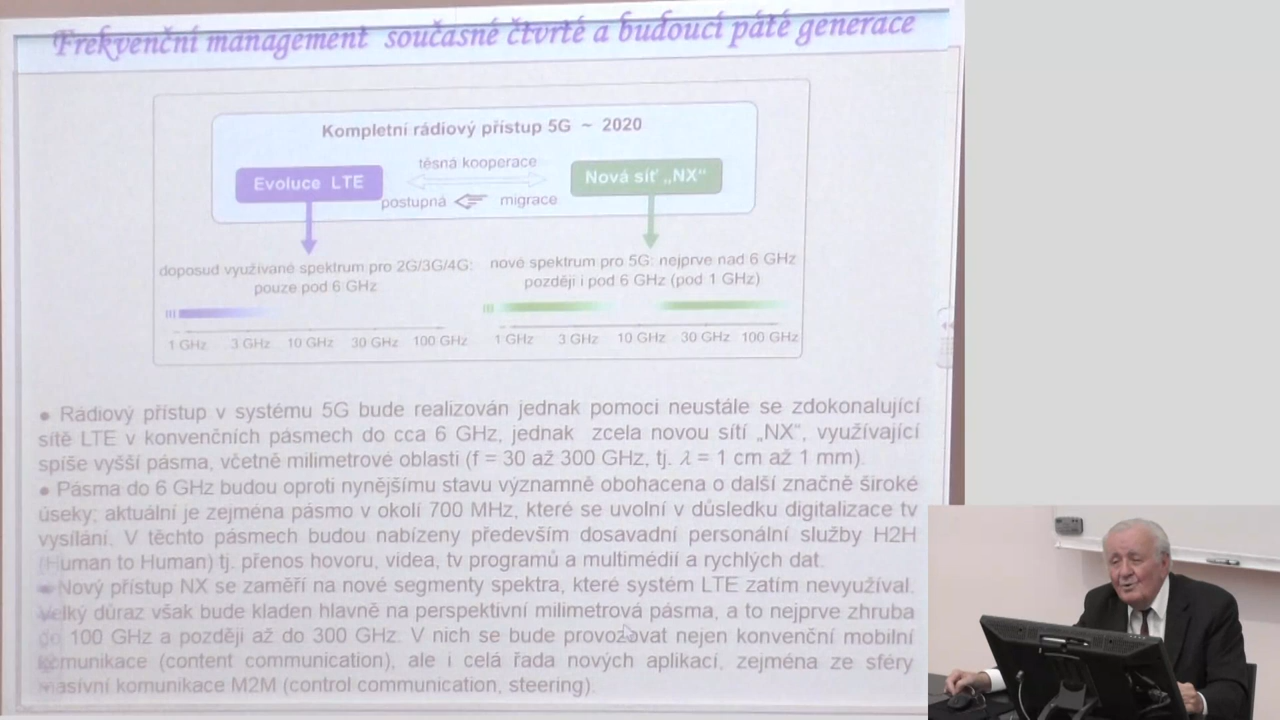 Frekvenční management současné čtvrté a budoucí páté generace
Kompletní rádiový přístup 5G ~ 2020
těsná kooperace
Evoluce LTE
Nová síť „NX“
postupná migrace
doposud využívané spektrum pro 2G/3G/4G:
pouze pod 6 GHz
nové spektrum pro 5G: nejprve nad 6 GHz
později i pod 6 GHz (pod 1 GHz)
1 GHz 3 GHz 10 GHz 30 GHz 100 GHz
1 GHz 3 GHz 10 GHz 30 GHz 100 GHz
● Rádiový přístup v systému 5G bude realizován jednak pomocí neustále se zdokonalující
sítě LTE v konvenčních pásmech do cca 6 GHz, jednak zcela novou sítí „NX“, využívající
spíše vyšší pásma, včetně milimetrové oblasti (f = 30 až 300 GHz, tj. λ = 1 cm až 1 mm).
● Pásma do 6 GHz budou oproti nynějšímu stavu významně obohacena o další značně široké
úseky; aktuální je zejména pásmo v okolí 700 MHz, které se uvolní v důsledku digitalizace tv
vysílání. V těchto pásmech budou nabízeny především dosavadní personální služby H2H
(Human to Human) tj. přenos hovoru, videa, tv programů a multimédií a rychlých dat.
● Nový přístup NX se zaměří na nové segmenty spektra, které systém LTE zatím nevyužíval.
Velký důraz však bude kladen hlavně na perspektivní milimetrová pásma, a to nejprve zhruba
do 100 GHz a později až do 300 GHz. V nich se bude provozovat nejen konvenční mobilní
komunikace (content communication), ale i celá řada nových aplikací, zejména ze sféry
masívní komunikace M2M (control communication, steering).